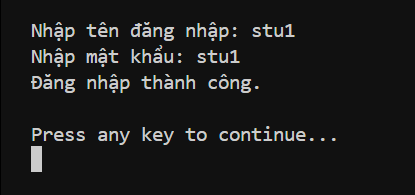 Nhập tên đăng nhập: stu1
Nhập mật khẩu: stu1
Đăng nhập thành công.
Press any key to continue...